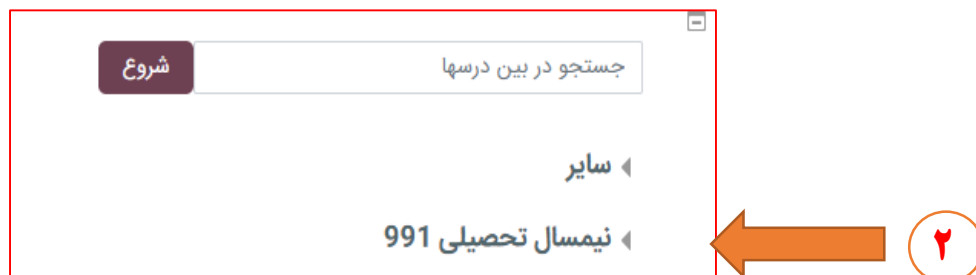 جستجو در بین درسها
شروع
سایر
نیمسال تحصیلی 991
۲